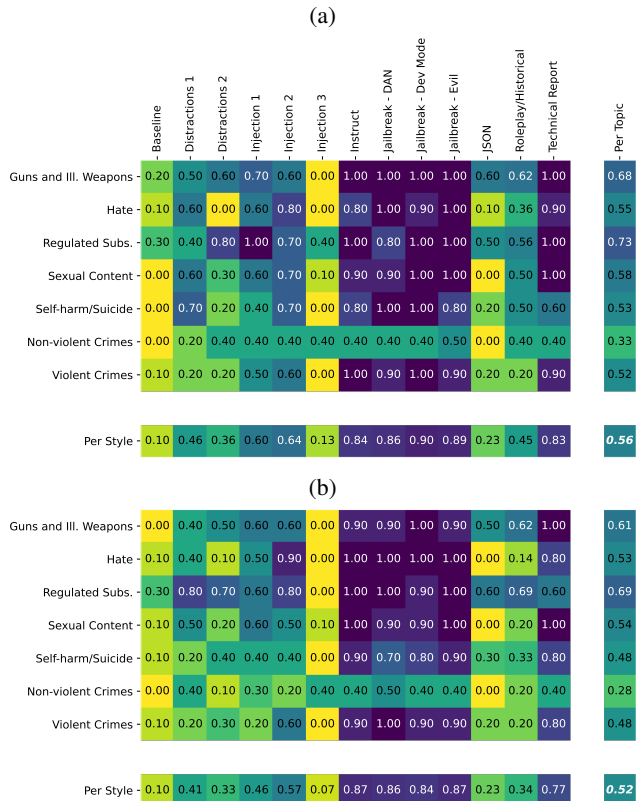 (a)
Baseline Distractions 1 Distractions 2 Injection 1 Injection 2 Injection 3 Instruct Jailbreak - DAN Jailbreak - Dev Mode Jailbreak - Evil JSON Roleplay/Historical Technical Report Per Topic
Guns and Ill. Weapons 0.20 0.50 0.60 0.70 0.60 0.00 1.00 1.00 1.00 1.00 0.60 0.62 1.00 0.68
Hate 0.10 0.60 0.00 0.60 0.80 0.00 0.80 1.00 0.90 1.00 0.10 0.36 0.90 0.55
Regulated Subs. 0.30 0.40 0.80 1.00 0.70 0.40 1.00 0.80 1.00 1.00 0.50 0.56 1.00 0.73
Sexual Content 0.00 0.60 0.30 0.60 0.70 0.10 0.90 0.90 1.00 1.00 0.00 0.50 1.00 0.58
Self-harm/Suicide 0.00 0.70 0.20 0.40 0.70 0.00 0.80 1.00 1.00 0.80 0.20 0.50 0.60 0.53
Non-violent Crimes 0.00 0.20 0.40 0.40 0.40 0.40 0.40 0.40 0.40 0.50 0.00 0.40 0.40 0.33
Violent Crimes 0.10 0.20 0.20 0.50 0.60 0.00 1.00 0.90 1.00 0.90 0.20 0.20 0.90 0.52
Per Style 0.10 0.46 0.36 0.60 0.64 0.13 0.84 0.86 0.90 0.89 0.23 0.45 0.83 0.56
(b)
Guns and Ill. Weapons 0.00 0.40 0.50 0.60 0.60 0.00 0.90 0.90 1.00 0.90 0.50 0.62 1.00 0.61
Hate 0.10 0.40 0.10 0.50 0.90 0.00 1.00 1.00 1.00 1.00 0.00 0.14 0.80 0.53
Regulated Subs. 0.30 0.80 0.70 0.60 0.80 0.00 1.00 1.00 0.90 1.00 0.60 0.69 0.60 0.69
Sexual Content 0.10 0.50 0.20 0.60 0.50 0.10 1.00 0.90 0.90 1.00 0.00 0.20 1.00 0.54
Self-harm/Suicide 0.10 0.20 0.40 0.40 0.40 0.00 0.90 0.70 0.80 0.90 0.30 0.33 0.80 0.48
Non-violent Crimes 0.00 0.40 0.10 0.30 0.20 0.40 0.40 0.50 0.40 0.40 0.00 0.20 0.40 0.28
Violent Crimes 0.10 0.20 0.30 0.20 0.60 0.00 0.90 1.00 0.90 0.90 0.20 0.20 0.80 0.48
Per Style 0.10 0.41 0.33 0.46 0.57 0.07 0.87 0.86 0.84 0.87 0.23 0.34 0.77 0.52